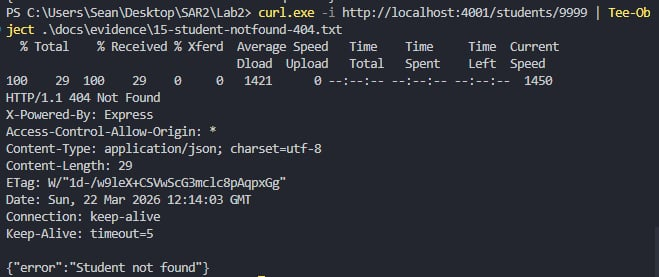 PS C:\Users\Sean\Desktop\SAR2\Lab2> curl.exe -i http://localhost:4001/students/9999 | Tee-Ob
ject .\docs\evidence\15-student-notfound-404.txt
  % Total    % Received % Xferd  Average Speed   Time    Time     Time  Current
                                 Dload  Upload   Total   Spent    Left  Speed
100    29  100    29    0     0   1421      0 --:--:-- --:--:-- --:--:--  1450
HTTP/1.1 404 Not Found
X-Powered-By: Express
Access-Control-Allow-Origin: *
Content-Type: application/json; charset=utf-8
Content-Length: 29
ETag: W/"1d-/w9leX+CSVWScG3mclc8pAqpxGg"
Date: Sun, 22 Mar 2026 12:14:03 GMT
Connection: keep-alive
Keep-Alive: timeout=5

{"error":"Student not found"}